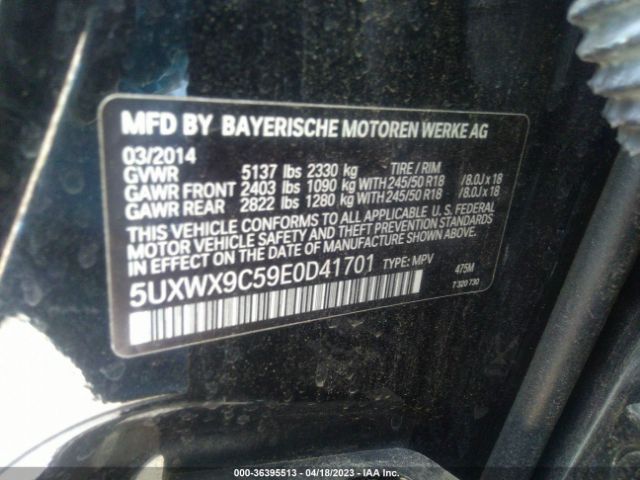 MFD BY BAYERISCHE MOTOREN WERKE AG
03/2014
GVWR 5137 lbs 2330 kg TIRE / RIM
GAWR FRONT 2403 lbs 1090 kg WITH 245/50 R18 / 8.0J x 18
GAWR REAR 2822 lbs 1280 kg WITH 245/50 R18 / 8.0J x 18
THIS VEHICLE CONFORMS TO ALL APPLICABLE U. S. FEDERAL
MOTOR VEHICLE SAFETY AND THEFT PREVENTION STANDARDS
IN EFFECT ON THE DATE OF MANUFACTURE SHOWN ABOVE.
5UXWX9C59E0D41701 TYPE: MPV 475M
T 320 730
000-36395513 - 04/18/2023 - IAA Inc.